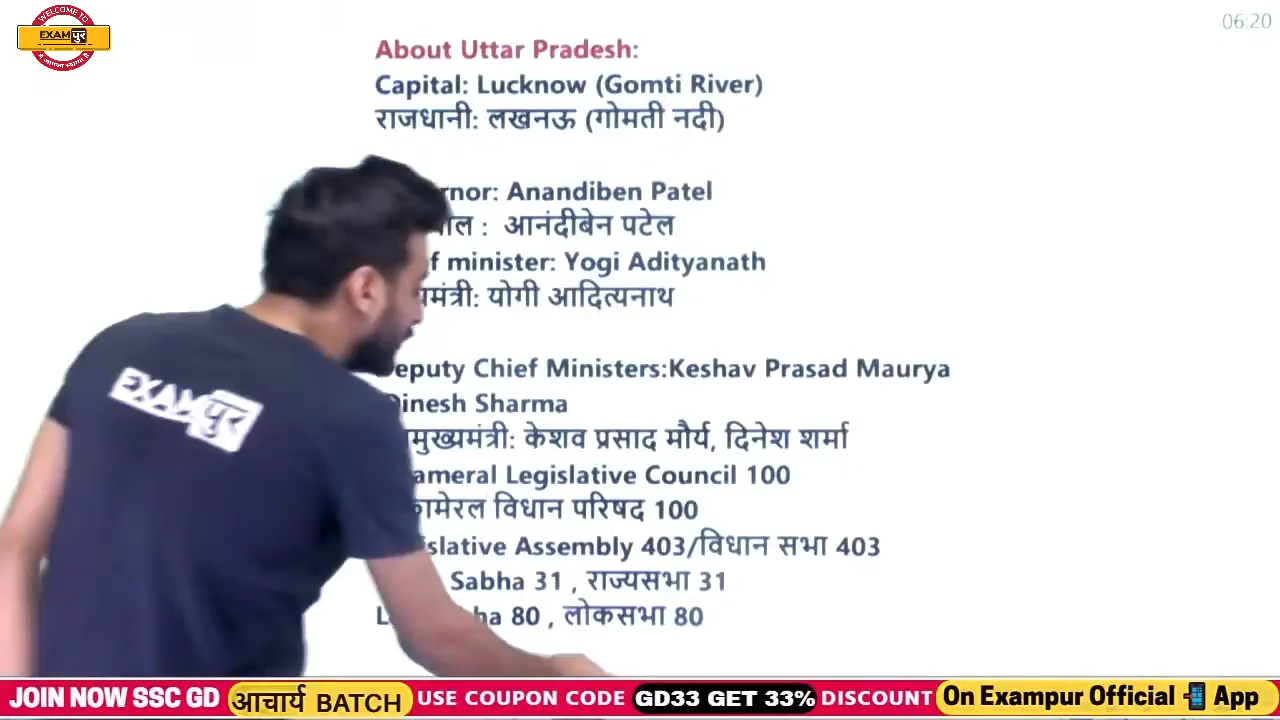 WELCOME TO
EXAMपुर
06:20
About Uttar Pradesh:
Capital: Lucknow (Gomti River)
राजधानी: लखनऊ (गोमती नदी)
rnor: Anandiben Patel
ाल : आनंदीबेन पटेल
f minister: Yogi Adityanath
मंत्री: योगी आदित्यनाथ
Deputy Chief Ministers:Keshav Prasad Maurya
Dinesh Sharma
मुख्यमंत्री: केशव प्रसाद मौर्य, दिनेश शर्मा
ameral Legislative Council 100
ामेरल विधान परिषद 100
islative Assembly 403/विधान सभा 403
Sabha 31 , राज्यसभा 31
L ha 80 , लोकसभा 80
EXAMपुर
JOIN NOW SSC GD आचार्य BATCH USE COUPON CODE GD33 GET 33% DISCOUNT On Exampur Official App